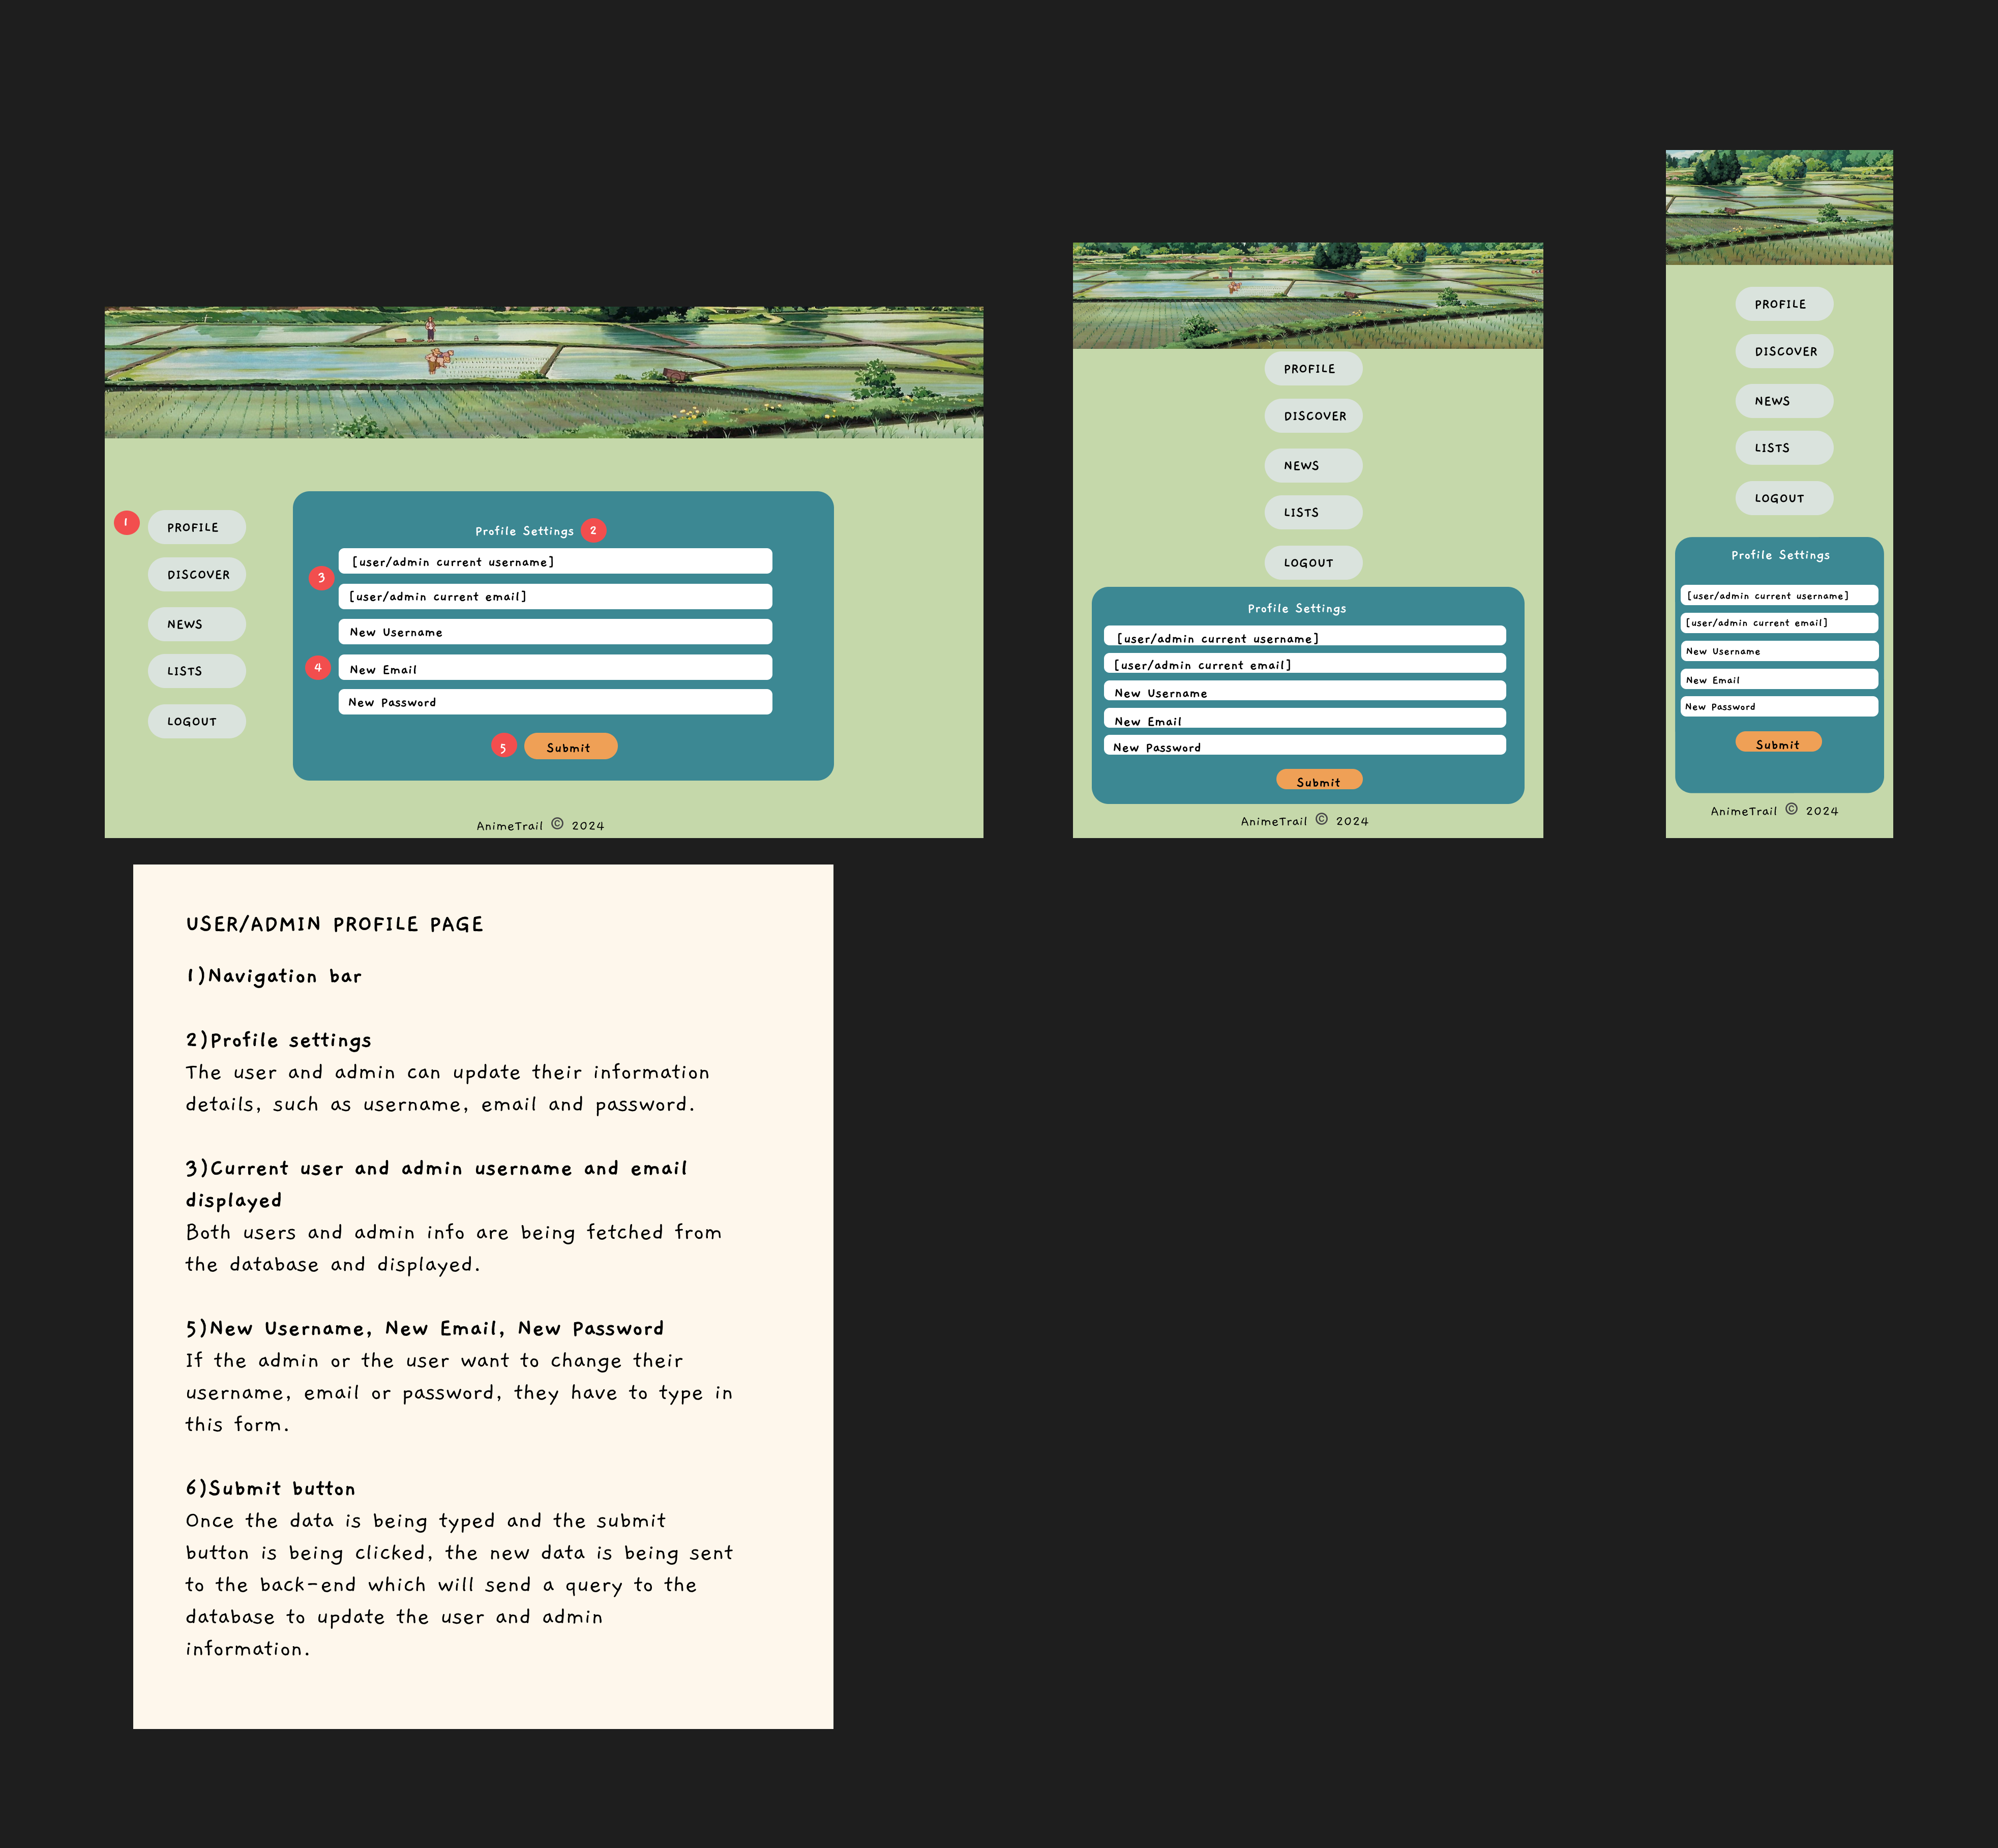 1
PROFILE
DISCOVER
NEWS
LISTS
LOGOUT
Profile Settings 2
[user/admin current username]
3
[user/admin current email]
New Username
4 New Email
New Password
5 Submit
AnimeTrail © 2024
PROFILE
DISCOVER
NEWS
LISTS
LOGOUT
Profile Settings
[user/admin current username]
[user/admin current email]
New Username
New Email
New Password
Submit
AnimeTrail © 2024
PROFILE
DISCOVER
NEWS
LISTS
LOGOUT
Profile Settings
[user/admin current username]
[user/admin current email]
New Username
New Email
New Password
Submit
AnimeTrail © 2024
USER/ADMIN PROFILE PAGE
1)Navigation bar
2)Profile settings
The user and admin can update their information
details, such as username, email and password.
3)Current user and admin username and email
displayed
Both users and admin info are being fetched from
the database and displayed.
5)New Username, New Email, New Password
If the admin or the user want to change their
username, email or password, they have to type in
this form.
6)Submit button
Once the data is being typed and the submit
button is being clicked, the new data is being sent
to the back-end which will send a query to the
database to update the user and admin
information.